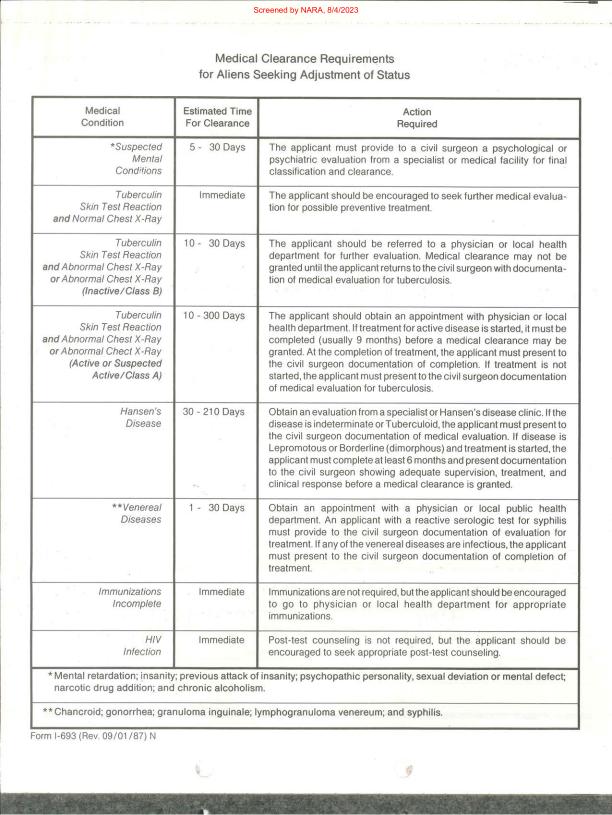 Screened by NARA, 8/4/2023
Medical Clearance Requirements
for Aliens Seeking Adjustment of Status
Medical
Condition
Estimated Time
For Clearance
Action
Required
*Suspected
Mental
Conditions
5 - 30 Days
The applicant must provide to a civil surgeon a psychological or
psychiatric evaluation from a specialist or medical facility for final
classification and clearance.
Tuberculin
Skin Test Reaction
and Normal Chest X-Ray
Immediate
The applicant should be encouraged to seek further medical evalua-
tion for possible preventive treatment.
Tuberculin
Skin Test Reaction
and Abnormal Chest X-Ray
or Abnormal Chest X-Ray
(Inactive/Class B)
10 - 30 Days
The applicant should be referred to a physician or local health
department for further evaluation. Medical clearance may not be
granted until the applicant returns to the civil surgeon with documenta-
tion of medical evaluation for tuberculosis.
Tuberculin
Skin Test Reaction
and Abnormal Chest X-Ray
or Abnormal Chect X-Ray
(Active or Suspected
Active/Class A)
10 - 300 Days
The applicant should obtain an appointment with physician or local
health department. If treatment for active disease is started, it must be
completed (usually 9 months) before a medical clearance may be
granted. At the completion of treatment, the applicant must present to
the civil surgeon documentation of completion. If treatment is not
started, the applicant must present to the civil surgeon documentation
of medical evaluation for tuberculosis.
Hansen's
Disease
30 - 210 Days
Obtain an evaluation from a specialist or Hansen's disease clinic. If the
disease is indeterminate or Tuberculoid, the applicant must present to
the civil surgeon documentation of medical evaluation. If disease is
Lepromotous or Borderline (dimorphous) and treatment is started, the
applicant must complete at least 6 months and present documentation
to the civil surgeon showing adequate supervision, treatment, and
clinical response before a medical clearance is granted.
**Venereal
Diseases
1 - 30 Days
Obtain an appointment with a physician or local public health
department. An applicant with a reactive serologic test for syphilis
must provide to the civil surgeon documentation of evaluation for
treatment. If any of the venereal diseases are infectious, the applicant
must present to the civil surgeon documentation of completion of
treatment.
Immunizations
Incomplete
Immediate
Immunizations are not required, but the applicant should be encouraged
to go to physician or local health department for appropriate
immunizations.
HIV
Infection
Immediate
Post-test counseling is not required, but the applicant should be
encouraged to seek appropriate post-test counseling.
*Mental retardation; insanity; previous attack of insanity; psychopathic personality, sexual deviation or mental defect;
narcotic drug addition; and chronic alcoholism.
**Chancroid; gonorrhea; granuloma inguinale; lymphogranuloma venereum; and syphilis.
Form I-693 (Rev. 09/01/87) N